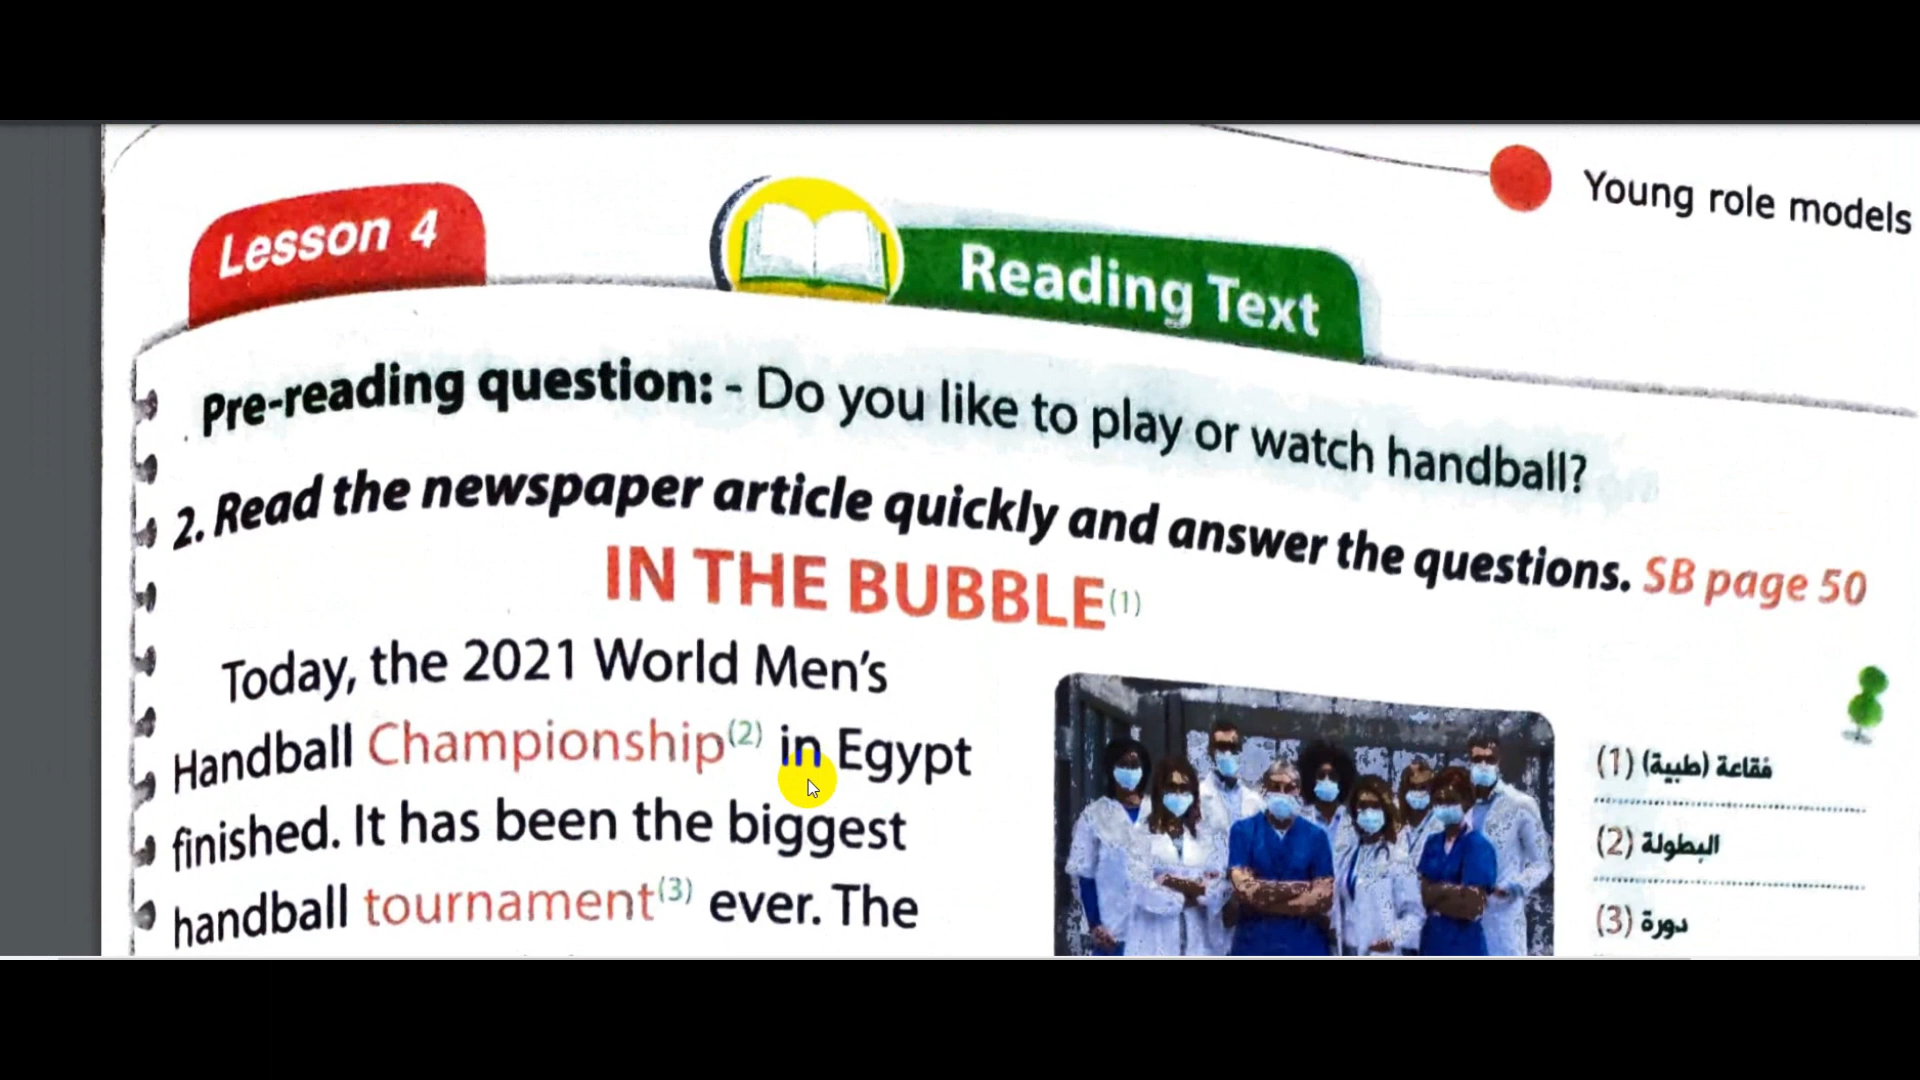 Young role models
Lesson 4
Reading Text
Pre-reading question: - Do you like to play or watch handball?
2. Read the newspaper article quickly and answer the questions. SB page 50
IN THE BUBBLE(1)
Today, the 2021 World Men's
Handball Championship(2) in Egypt
finished. It has been the biggest
handball tournament(3) ever. The
(1) فقاعة (طبية)
(2) البطولة
(3) دورة